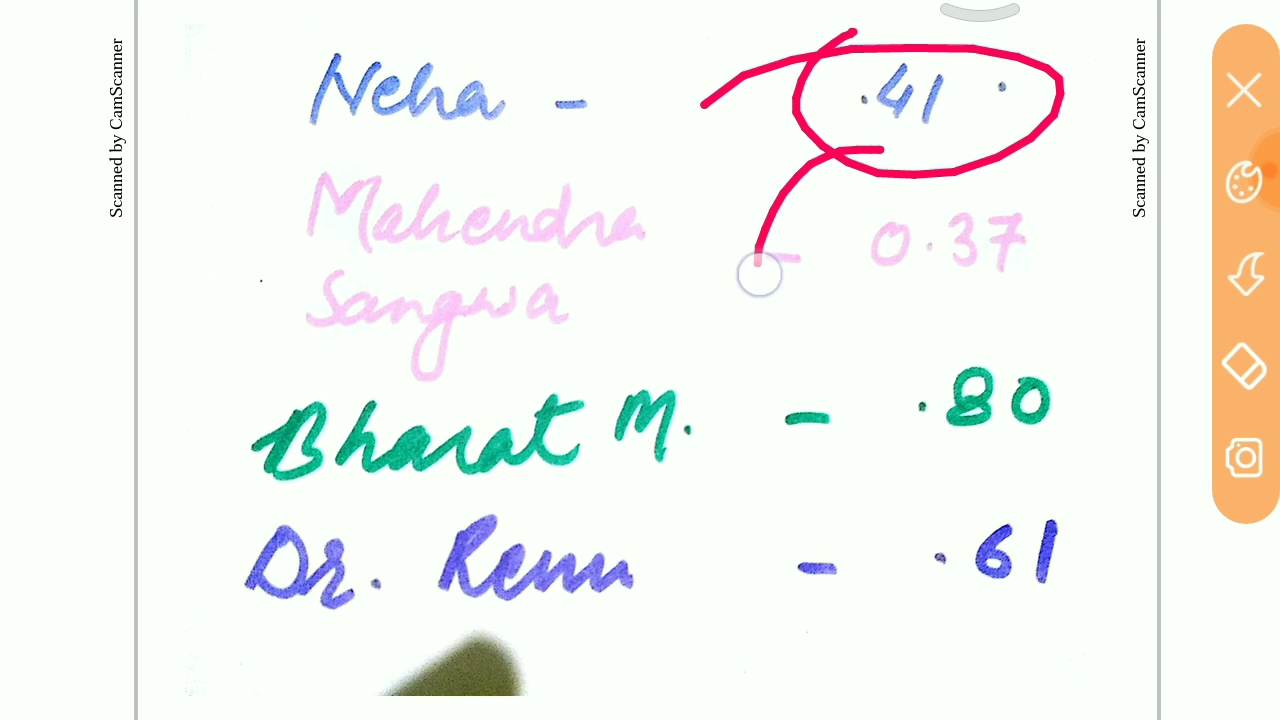 Scanned by CamScanner
Neha - .41
Mahendra - 0.37
Sangwa
Bharat M. - .80
Dr. Renu - .61
Scanned by CamScanner